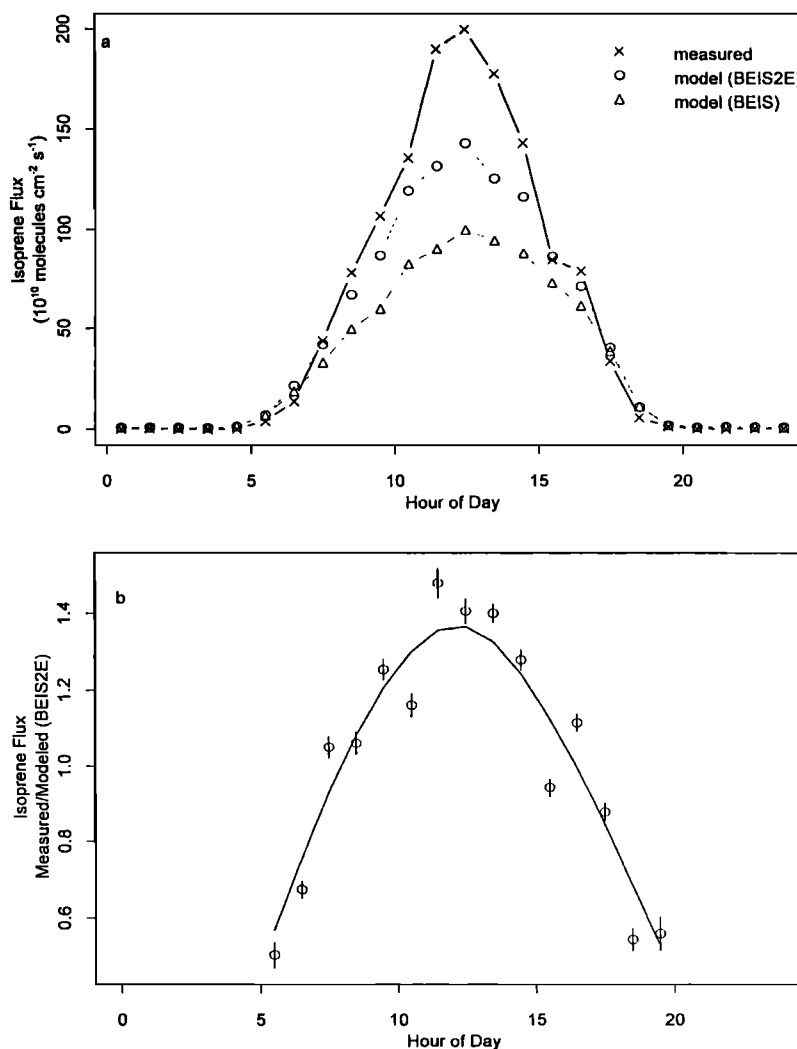 a
200
150
100
50
0
Isoprene Flux
(10¹⁰ molecules cm⁻² s⁻¹)
× measured
○ model (BEIS2E)
△ model (BEIS)
0 5 10 15 20
Hour of Day
b
1.4
1.2
1.0
0.8
0.6
Isoprene Flux
Measured/Modeled (BEIS2E)
0 5 10 15 20
Hour of Day